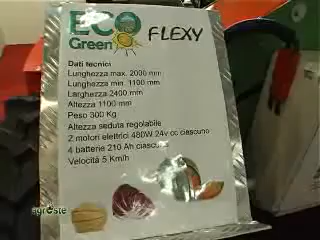 ECO
Green FLEXY
Dati tecnici
Lunghezza max. 2000 mm
Lunghezza min. 1100 mm
Larghezza 2400 mm
Altezza 1100 mm
Peso 300 Kg
Altezza seduta regolabile
2 motori elettrici 480W 24v cc ciascuno
4 batterie 210 Ah ciascuna
Velocità 5 Km/h
agr●ste